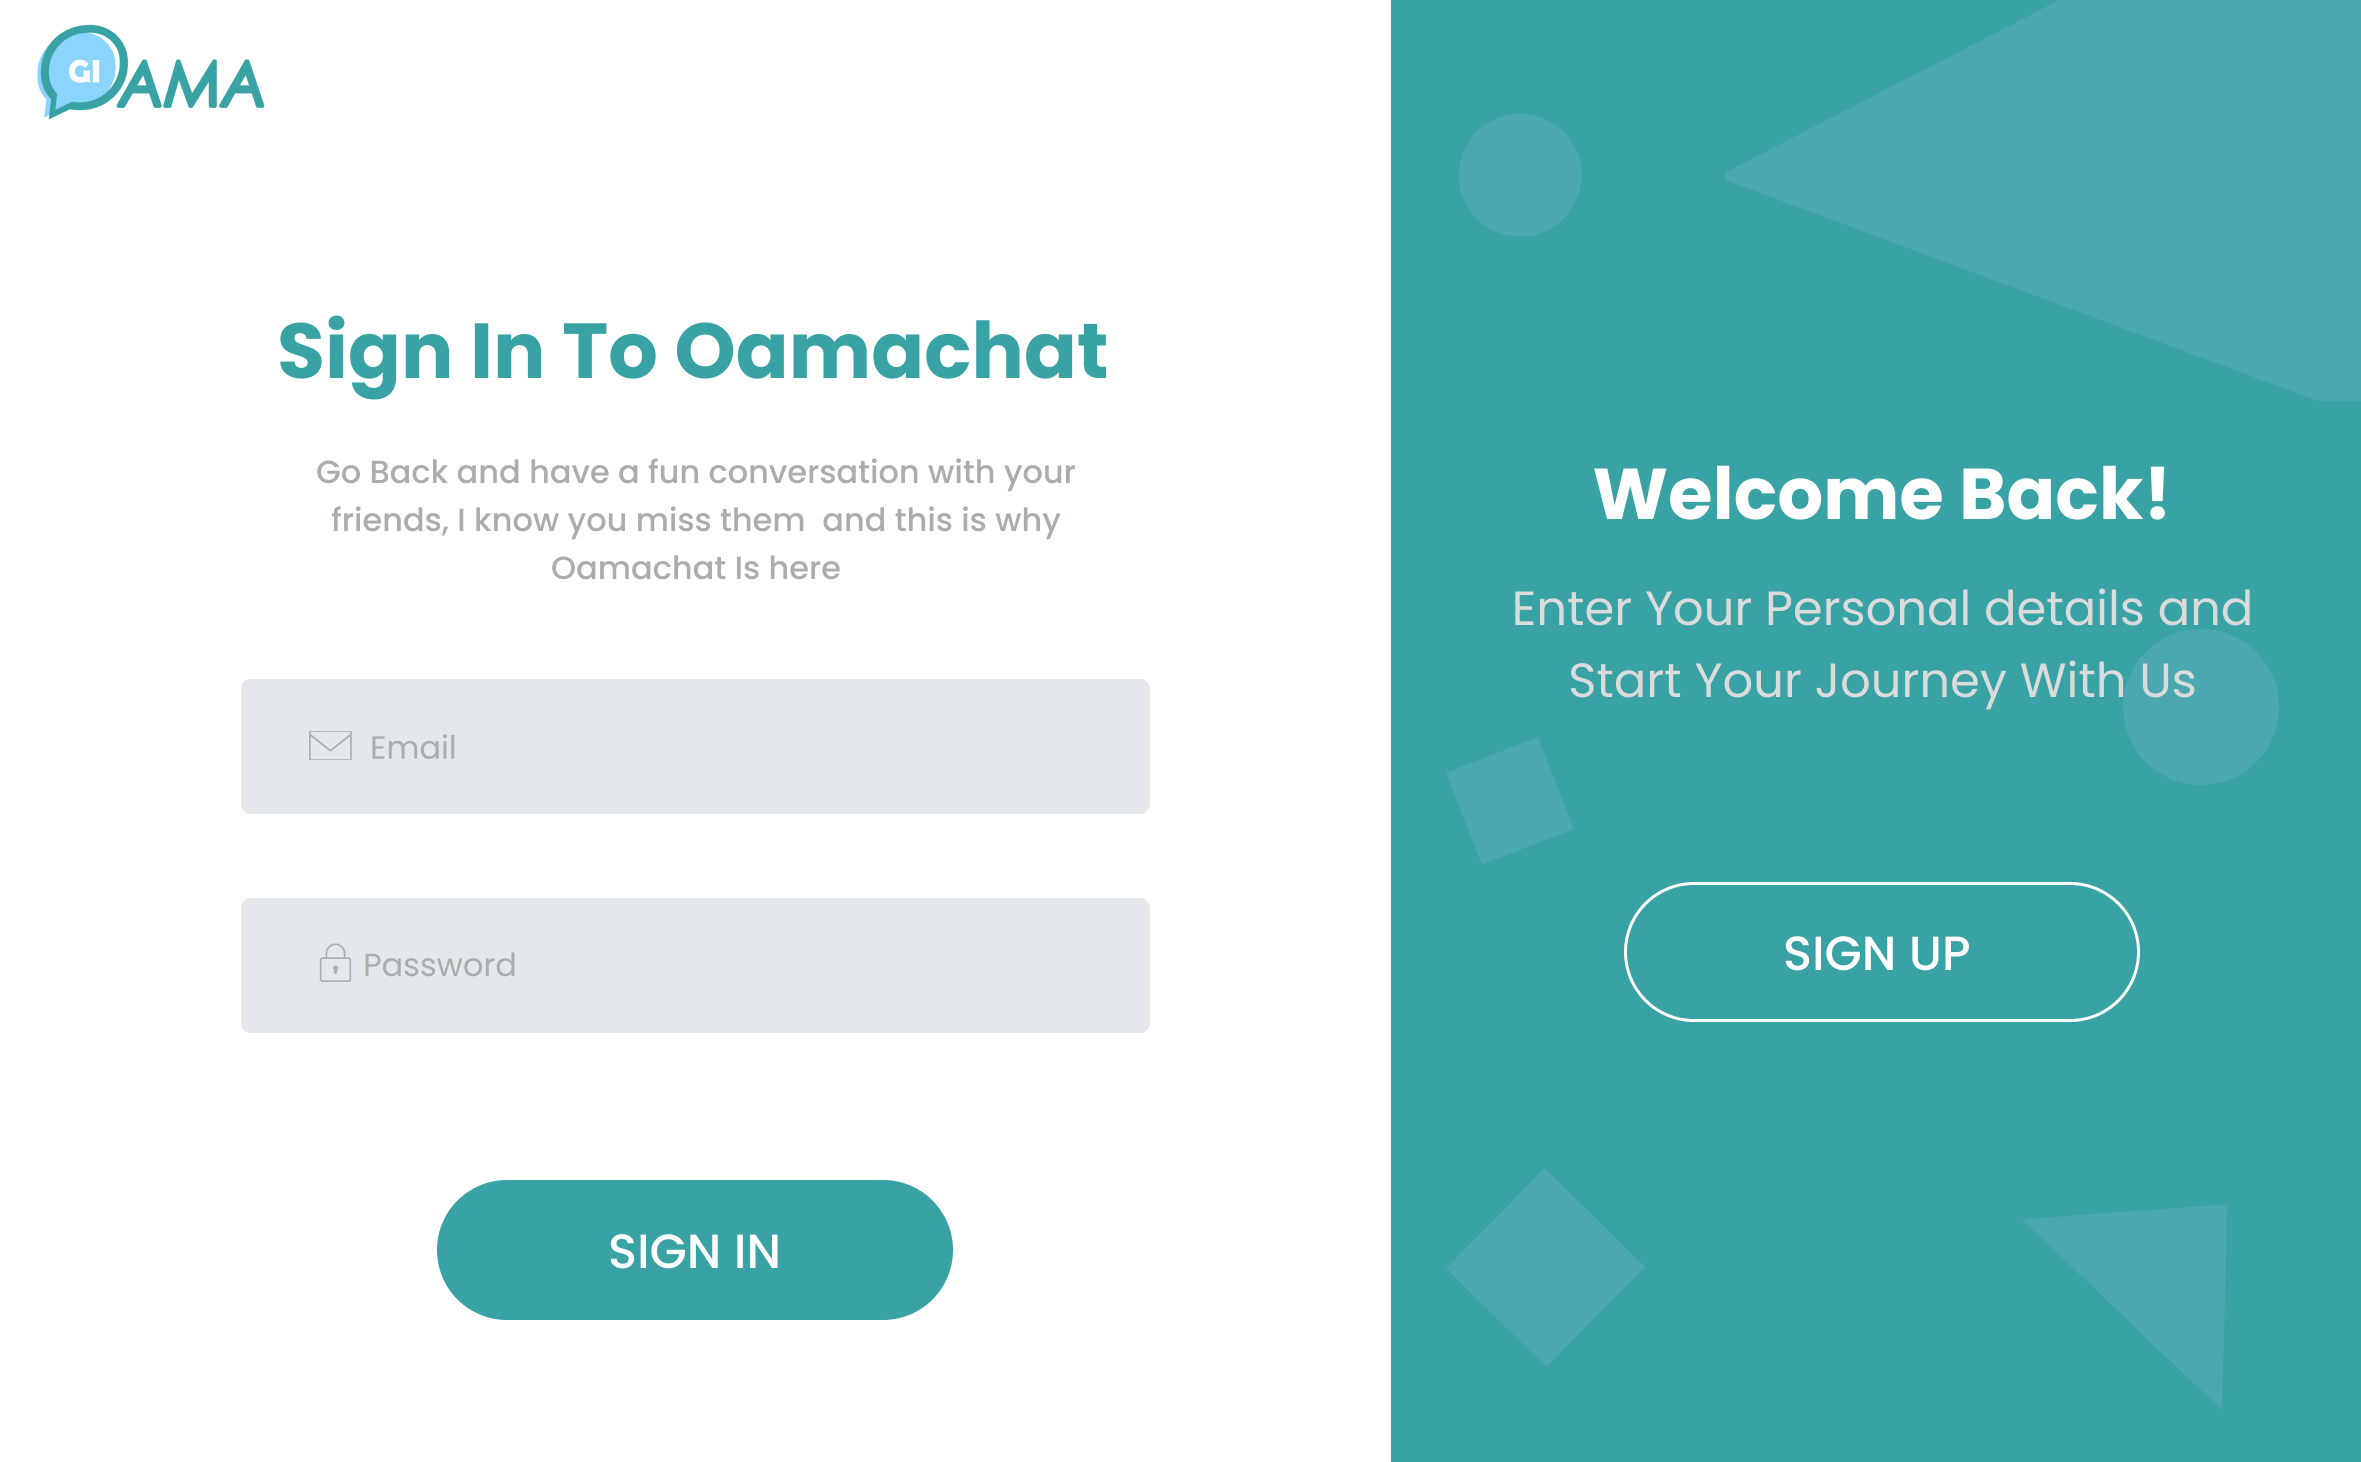 GI
AMA
Sign In To Oamachat
Go Back and have a fun conversation with your
friends, I know you miss them  and this is why
Oamachat Is here
Email
Password
SIGN IN
Welcome Back!
Enter Your Personal details and
Start Your Journey With Us
SIGN UP